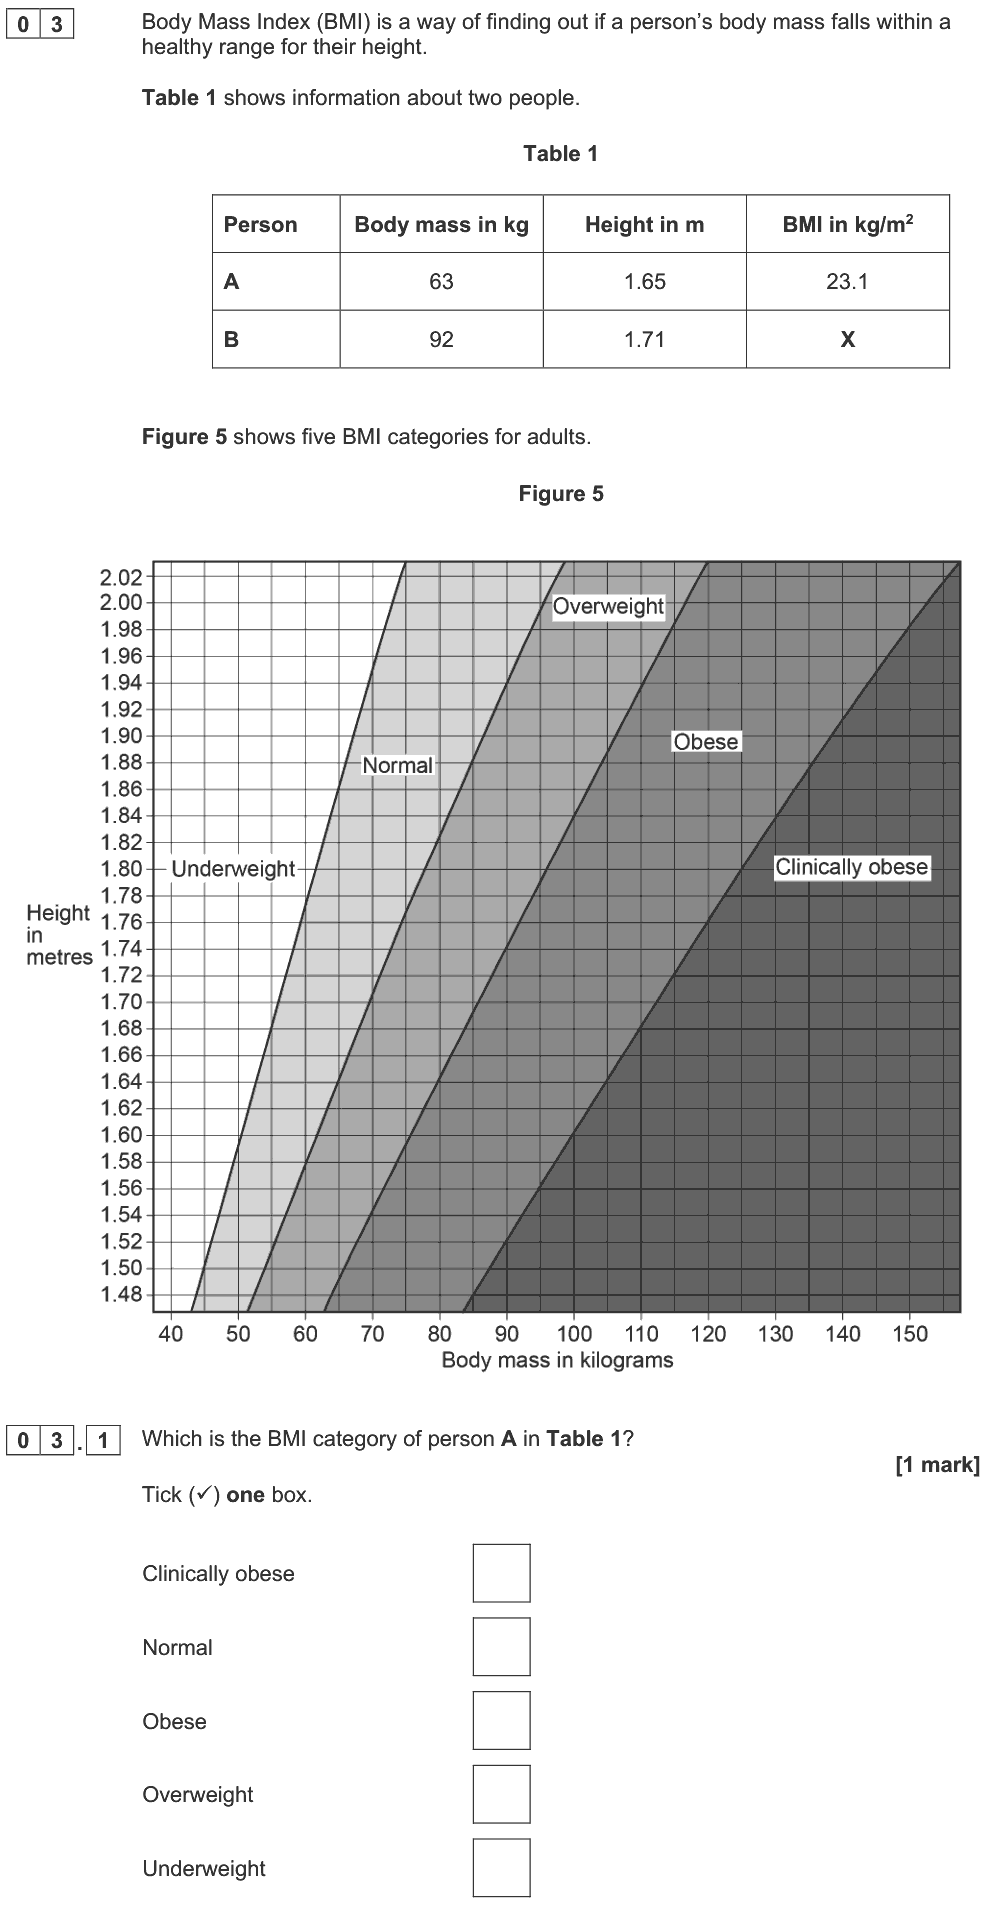 0 3
Body Mass Index (BMI) is a way of finding out if a person's body mass falls within a
healthy range for their height.
Table 1 shows information about two people.
Table 1
Person Body mass in kg Height in m BMI in kg/m²
A 63 1.65 23.1
B 92 1.71 X
Figure 5 shows five BMI categories for adults.
Figure 5
2.02
2.00
1.98
1.96
1.94
1.92
1.90
1.88
1.86
1.84
1.82
1.80
1.78
1.76
1.74
1.72
1.70
1.68
1.66
1.64
1.62
1.60
1.58
1.56
1.54
1.52
1.50
1.48
Height
in
metres
Overweight
Obese
Normal
Underweight
Clinically obese
40 50 60 70 80 90 100 110 120 130 140 150
Body mass in kilograms
0 3 . 1 Which is the BMI category of person A in Table 1?
[1 mark]
Tick (✓) one box.
Clinically obese
Normal
Obese
Overweight
Underweight